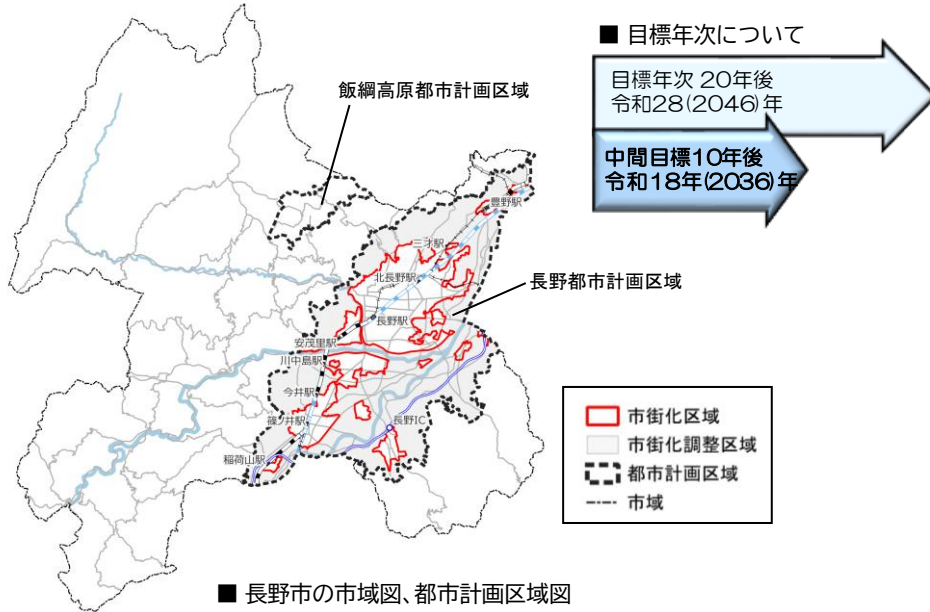 ■ 目標年次について
目標年次 20年後
令和28(2046)年
中間目標10年後
令和18年(2036)年
飯綱高原都市計画区域
豊野駅
三才駅
北長野駅
長野都市計画区域
長野駅
安茂里駅
川中島駅
今井駅
篠ノ井駅
長野IC
稲荷山駅
市街化区域
市街化調整区域
都市計画区域
市域
■ 長野市の市域図、都市計画区域図